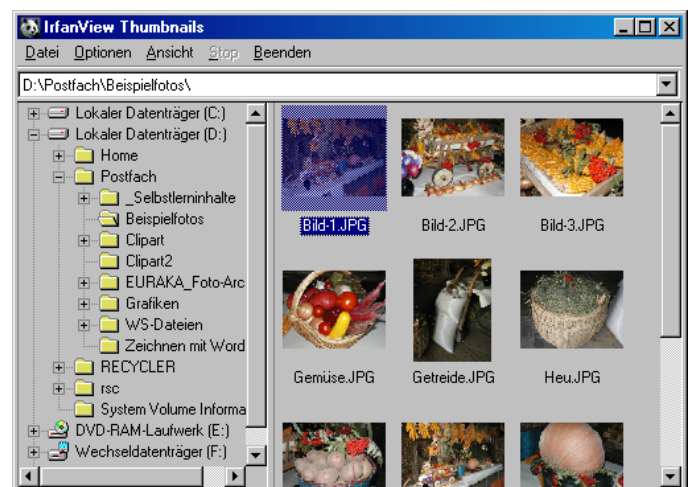 IrfanView Thumbnails
Datei Optionen Ansicht Stop Beenden
D:\Postfach\Beispielfotos\
Lokaler Datenträger (C:)
Lokaler Datenträger (D:)
Home
Postfach
_Selbstlerninhalte
Beispielfotos
Clipart
Clipart2
EURAKA_Foto-Arc
Grafiken
WS-Dateien
Zeichnen mit Word
RECYCLER
rsc
System Volume Informa
DVD-RAM-Laufwerk (E:)
Wechseldatenträger (F:)
Bild-1.JPG Bild-2.JPG Bild-3.JPG
Gemüse.JPG Getreide.JPG Heu.JPG